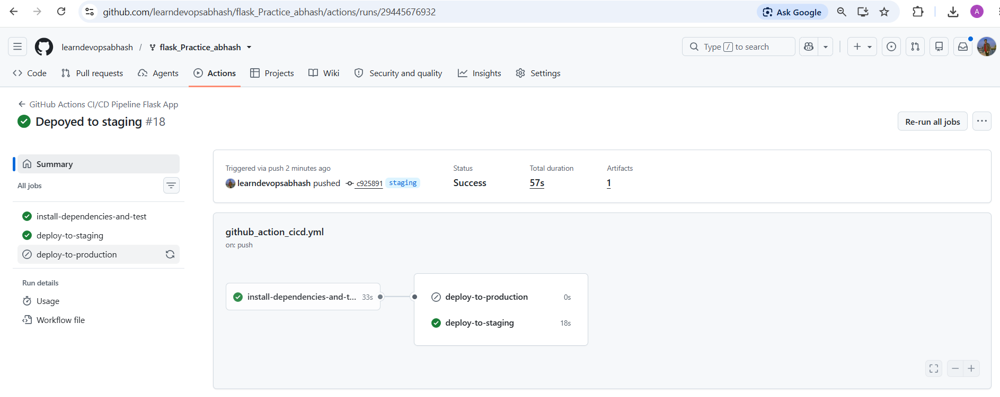 github.com/learndevopsabhash/flask_Practice_abhash/actions/runs/29445676932
Ask Google
A
learndevopsabhash / flask_Practice_abhash
Type / to search
Code Pull requests Agents Actions Projects Wiki Security and quality Insights Settings
GitHub Actions CI/CD Pipeline Flask App
Depoyed to staging #18
Re-run all jobs
Summary
All jobs
install-dependencies-and-test
deploy-to-staging
deploy-to-production
Run details
Usage
Workflow file
Triggered via push 2 minutes ago
learndevopsabhash pushed c925891 staging
Status
Success
Total duration
57s
Artifacts
1
github_action_cicd.yml
on: push
install-dependencies-and-t... 33s
deploy-to-production 0s
deploy-to-staging 18s